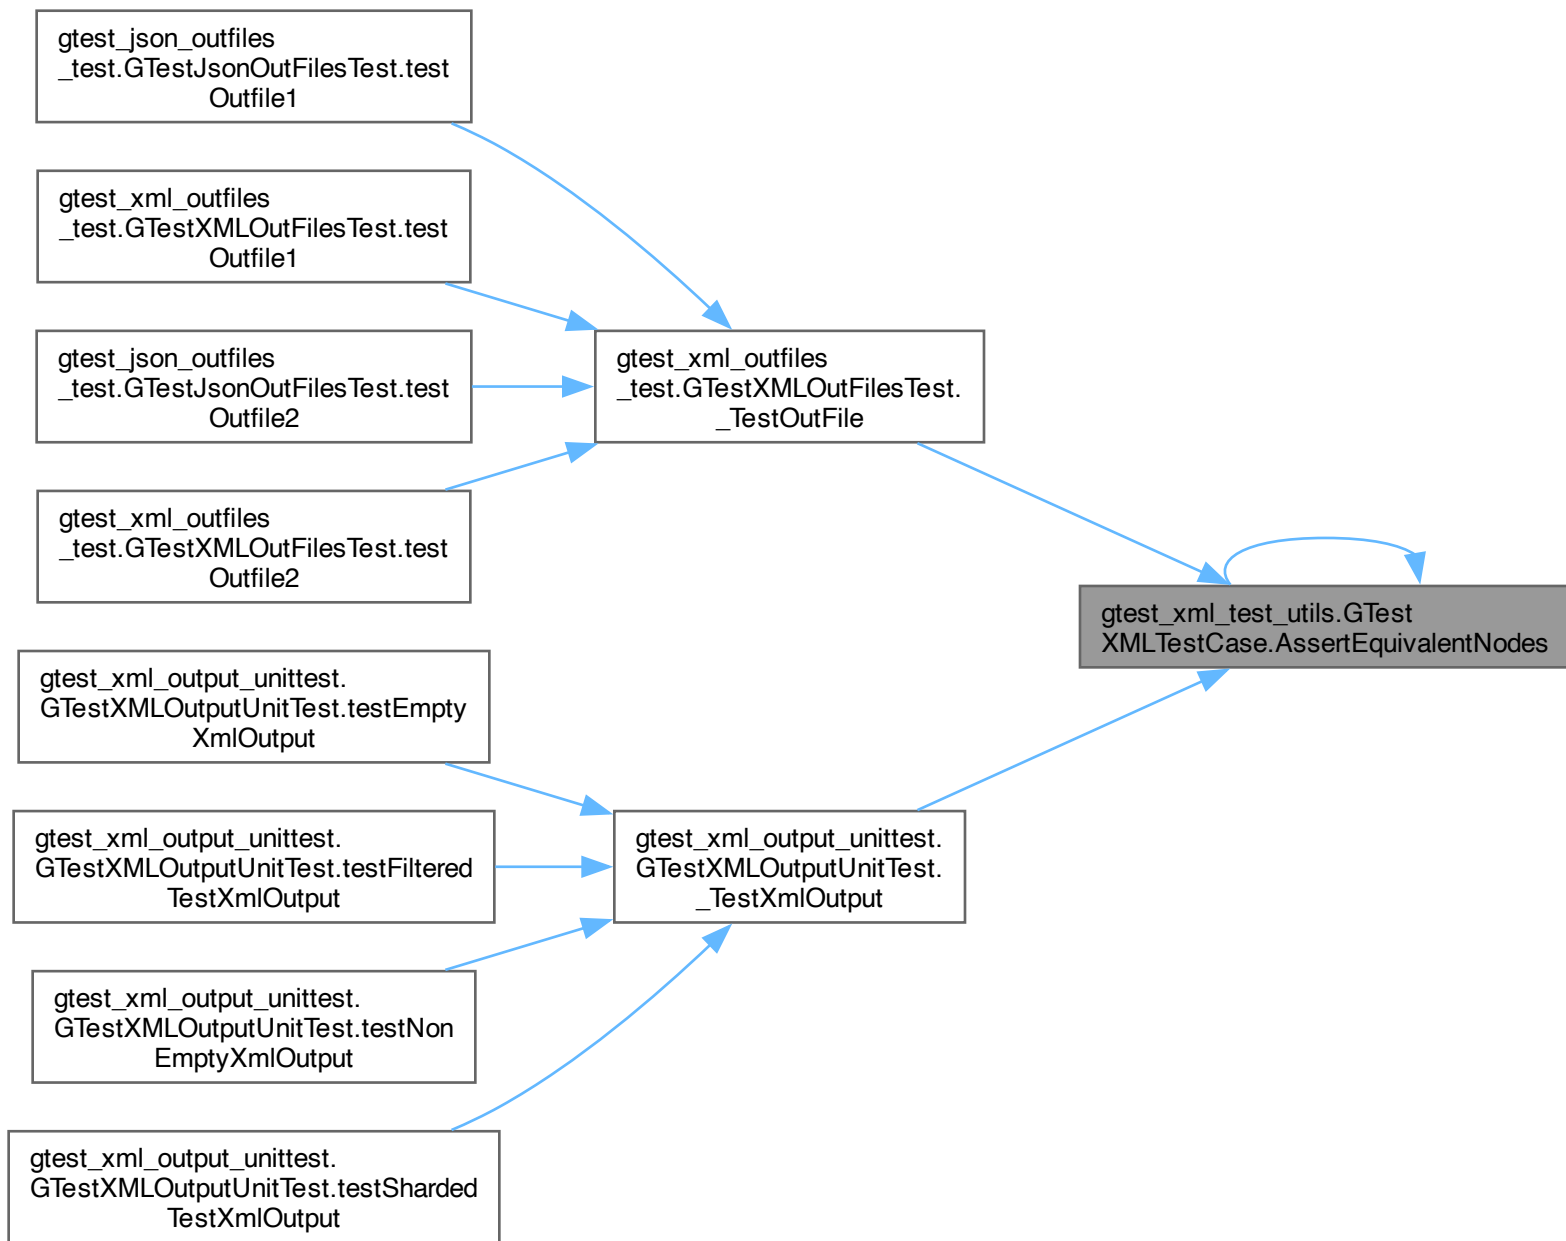 gtest_json_outfiles
_test.GTestJsonOutFilesTest.test
Outfile1
gtest_xml_outfiles
_test.GTestXMLOutFilesTest.test
Outfile1
gtest_json_outfiles
_test.GTestJsonOutFilesTest.test
Outfile2
gtest_xml_outfiles
_test.GTestXMLOutFilesTest.test
Outfile2
gtest_xml_output_unittest.
GTestXMLOutputUnitTest.testEmpty
XmlOutput
gtest_xml_output_unittest.
GTestXMLOutputUnitTest.testFiltered
TestXmlOutput
gtest_xml_output_unittest.
GTestXMLOutputUnitTest.testNon
EmptyXmlOutput
gtest_xml_output_unittest.
GTestXMLOutputUnitTest.testSharded
TestXmlOutput
gtest_xml_outfiles
_test.GTestXMLOutFilesTest.
_TestOutFile
gtest_xml_output_unittest.
GTestXMLOutputUnitTest.
_TestXmlOutput
gtest_xml_test_utils.GTest
XMLTestCase.AssertEquivalentNodes